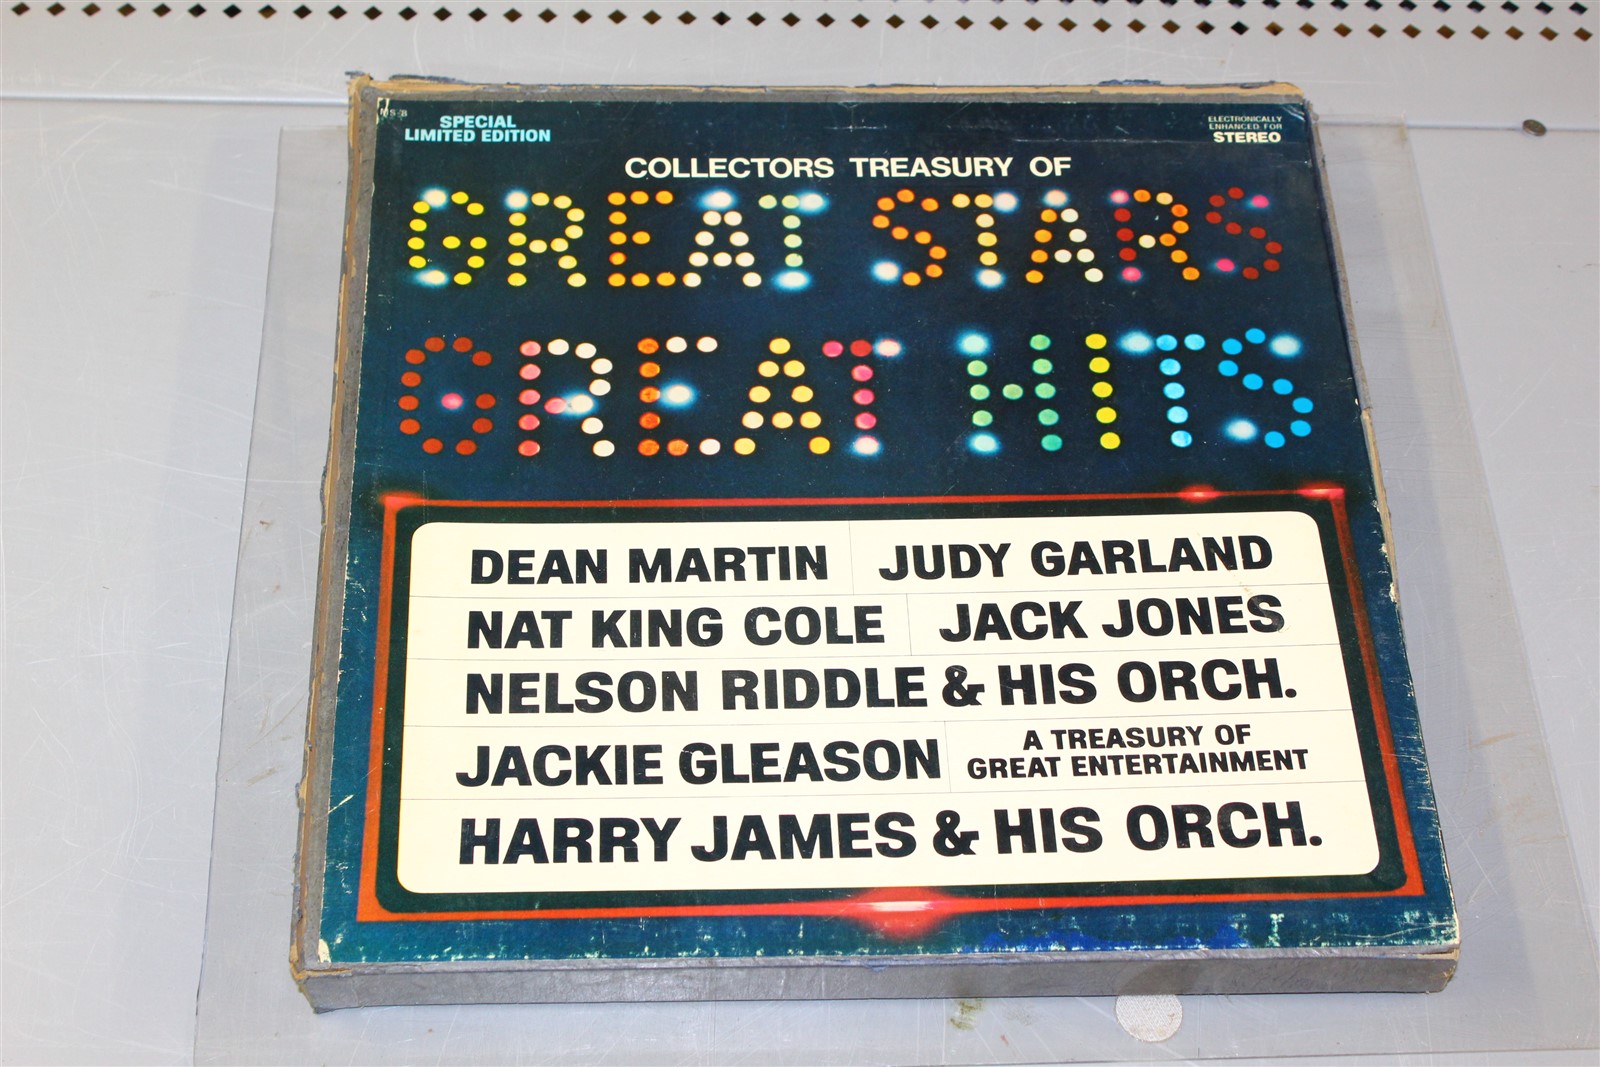 SPECIAL
LIMITED EDITION
ELECTRONICALLY
ENHANCED FOR
STEREO
COLLECTORS TREASURY OF
GREAT STARS
GREAT HITS
DEAN MARTIN JUDY GARLAND
NAT KING COLE JACK JONES
NELSON RIDDLE & HIS ORCH.
JACKIE GLEASON
A TREASURY OF
GREAT ENTERTAINMENT
HARRY JAMES & HIS ORCH.